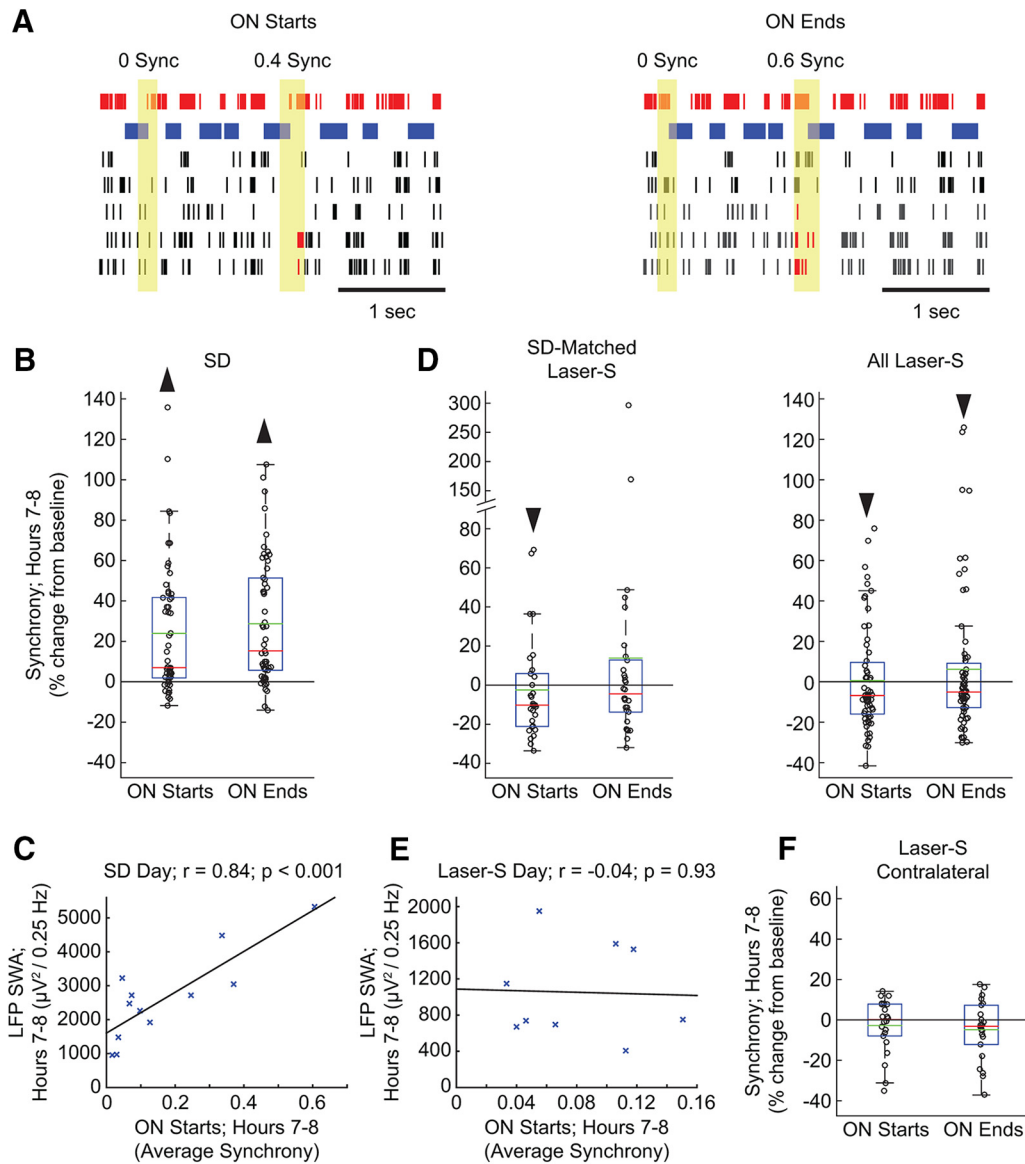 A
ON Starts
ON Ends
0 Sync
0.4 Sync
0 Sync
0.6 Sync
1 sec
1 sec
B
SD
Synchrony; Hours 7-8
(% change from baseline)
140
120
100
80
60
40
20
0
-20
-40
ON Starts
ON Ends
D
SD-Matched
Laser-S
300
250
200
150
80
60
40
20
0
-20
-40
ON Starts
ON Ends
All Laser-S
140
120
100
80
60
40
20
0
-20
-40
ON Starts
ON Ends
C
SD Day; r = 0.84; p < 0.001
LFP SWA;
Hours 7-8 (µV² / 0.25 Hz)
5000
4000
3000
2000
1000
0
0
0.2
0.4
0.6
ON Starts; Hours 7-8
(Average Synchrony)
E
Laser-S Day; r = -0.04; p = 0.93
LFP SWA;
Hours 7-8 (µV² / 0.25 Hz)
2000
1600
1200
800
400
0
0
0.04
0.08
0.12
0.16
ON Starts; Hours 7-8
(Average Synchrony)
F
Laser-S
Contralateral
Synchrony; Hours 7-8
(% change from baseline)
60
40
20
0
-20
-40
ON Starts
ON Ends